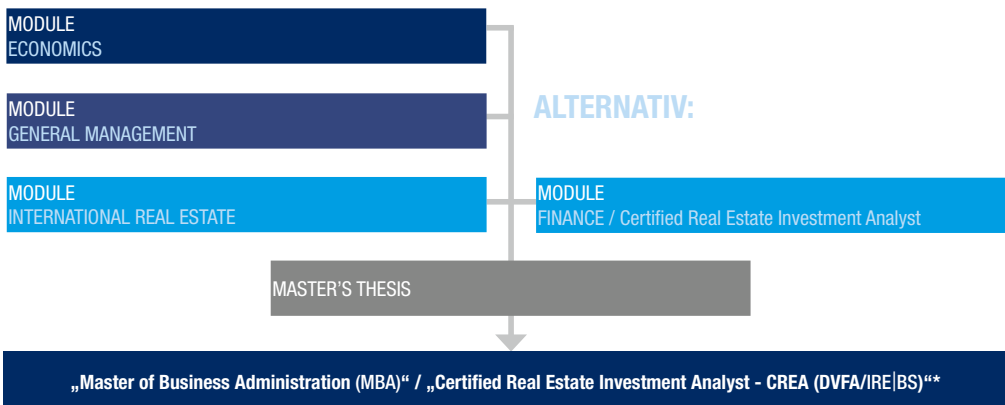 MODULE
ECONOMICS
MODULE
GENERAL MANAGEMENT
ALTERNATIV:
MODULE
INTERNATIONAL REAL ESTATE
MODULE
FINANCE / Certified Real Estate Investment Analyst
MASTER'S THESIS
„Master of Business Administration (MBA)“ / „Certified Real Estate Investment Analyst - CREA (DVFA/IRE|BS)“*